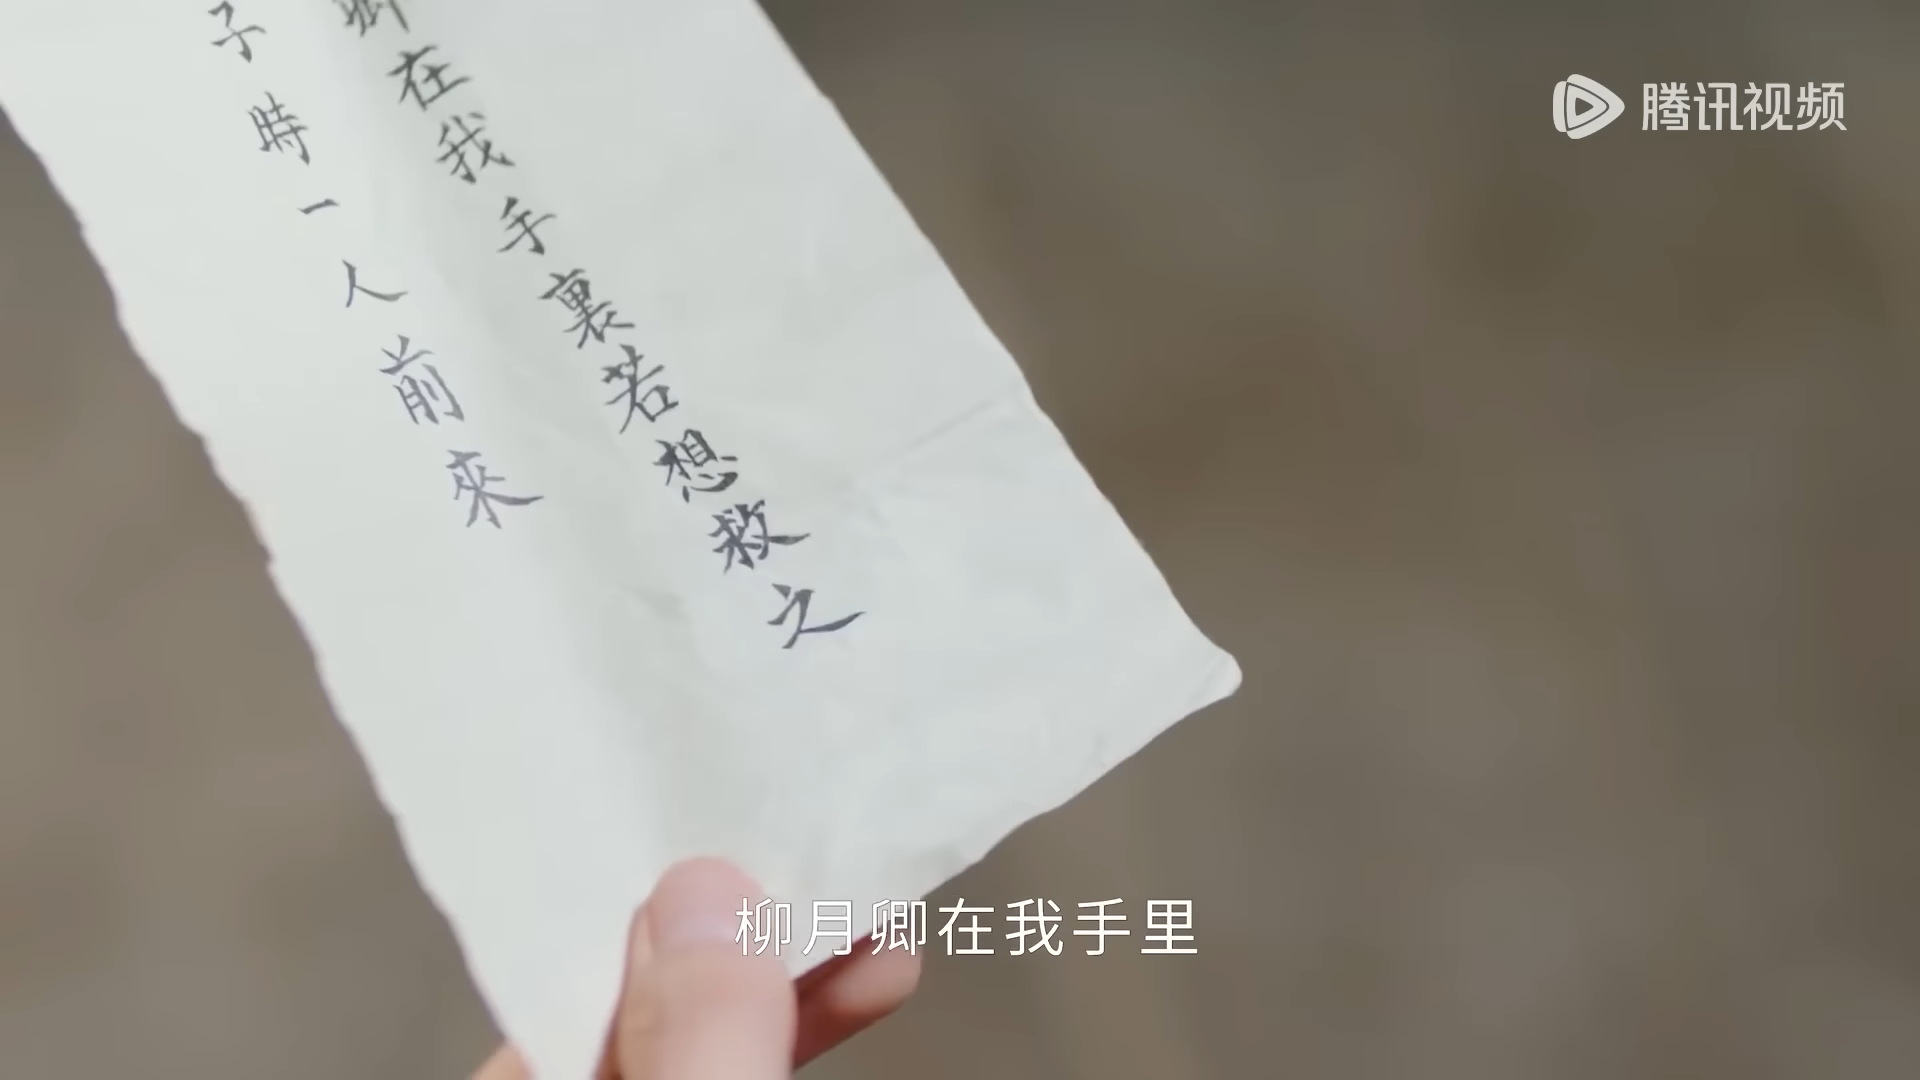 卿在我手裏若想救之
子時一人前來
腾讯视频
柳月卿在我手里